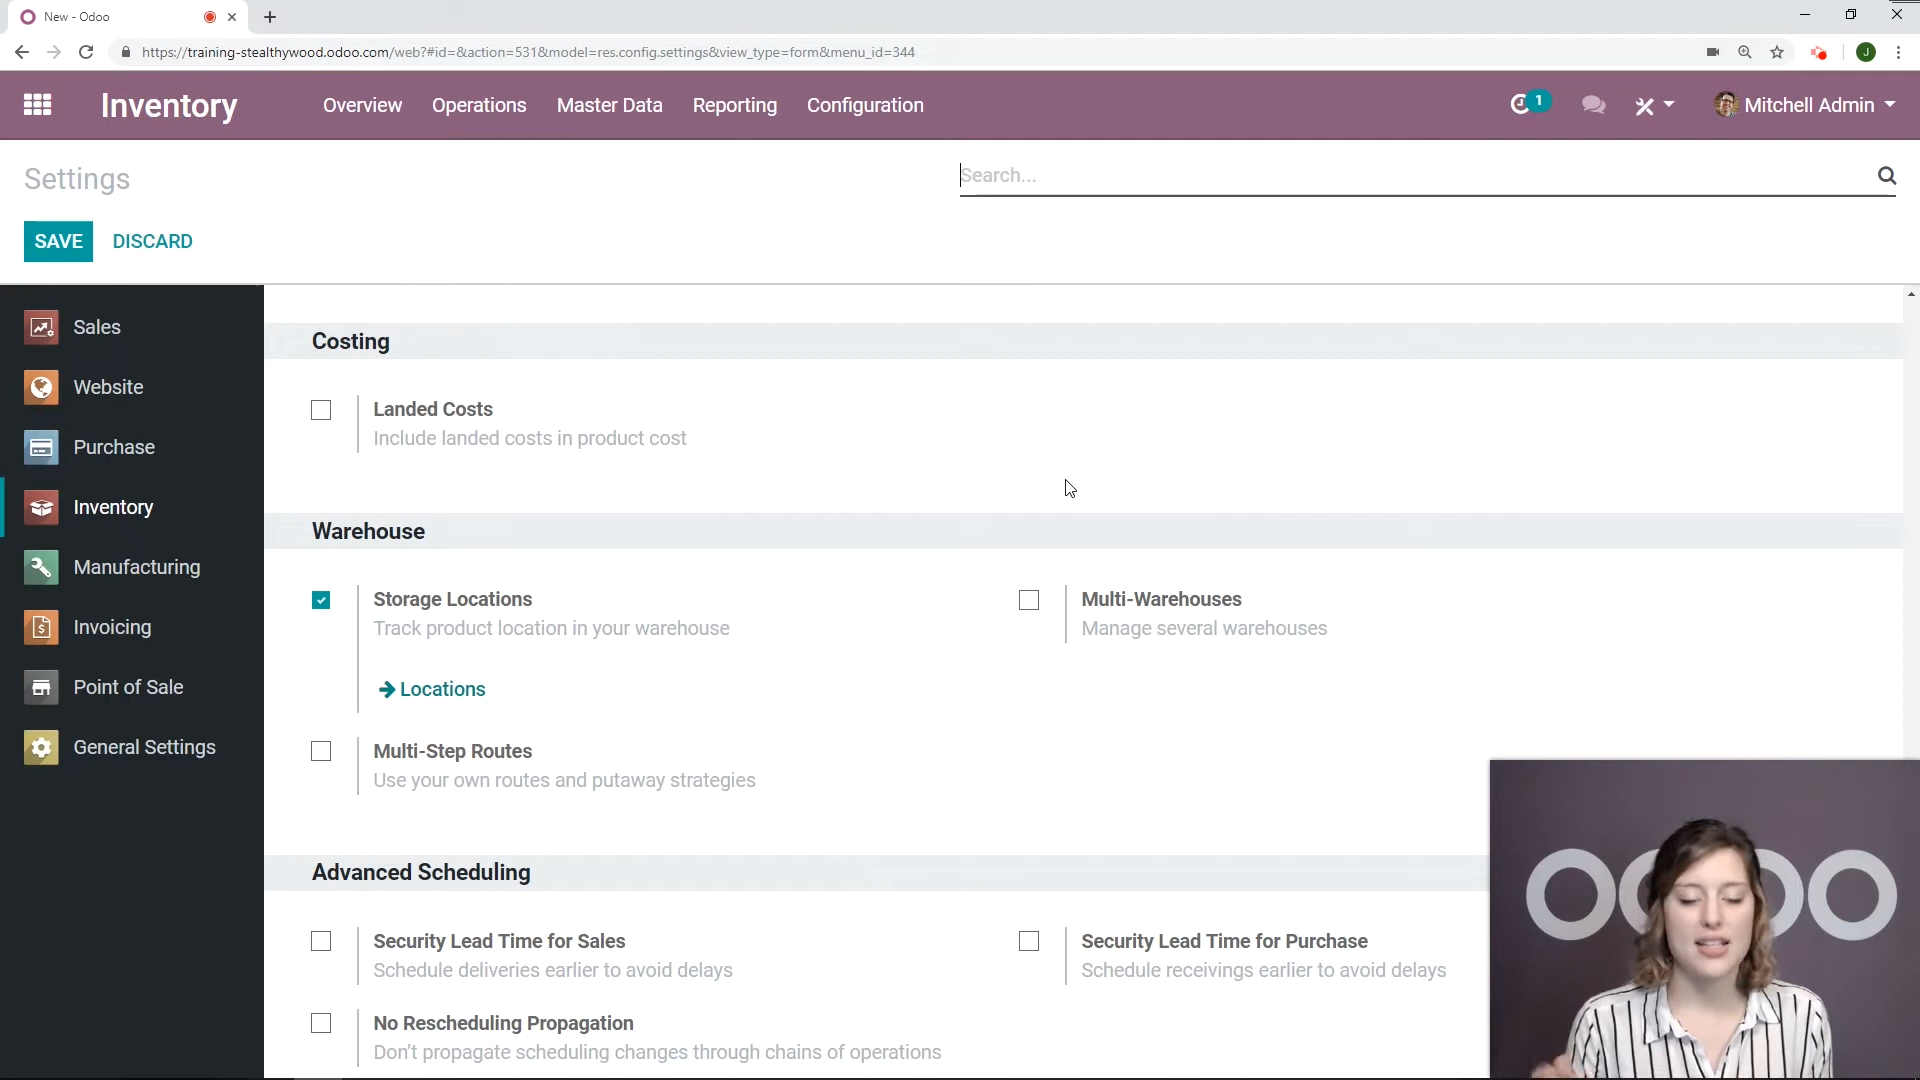 New - Odoo
https://training-stealthywood.odoo.com/web?#id=&action=531&model=res.config.settings&view_type=form&menu_id=344
J
Inventory
Overview
Operations
Master Data
Reporting
Configuration
1
Mitchell Admin
Settings
Search...
SAVE
DISCARD
Sales
Website
Purchase
Inventory
Manufacturing
Invoicing
Point of Sale
General Settings
Costing
Landed Costs
Include landed costs in product cost
Warehouse
Storage Locations
Track product location in your warehouse
Locations
Multi-Warehouses
Manage several warehouses
Multi-Step Routes
Use your own routes and putaway strategies
Advanced Scheduling
Security Lead Time for Sales
Schedule deliveries earlier to avoid delays
Security Lead Time for Purchase
Schedule receivings earlier to avoid delays
No Rescheduling Propagation
Don't propagate scheduling changes through chains of operations